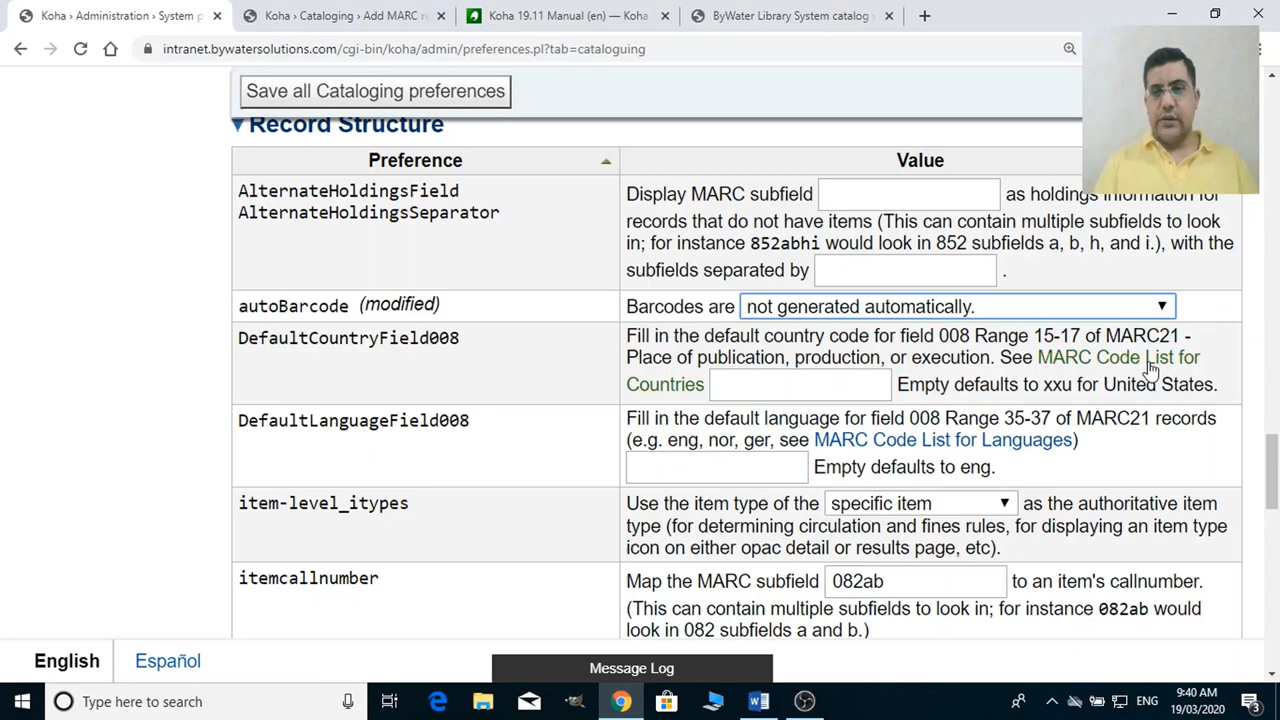 Koha › Administration › System p
Koha › Cataloging › Add MARC re
Koha 19.11 Manual (en) — Koha
ByWater Library System catalog ›
intranet.bywatersolutions.com/cgi-bin/koha/admin/preferences.pl?tab=cataloguing
Save all Cataloging preferences
Record Structure
Preference
Value
AlternateHoldingsField
AlternateHoldingsSeparator
Display MARC subfield as holdings information for
records that do not have items (This can contain multiple subfields to look
in; for instance 852abhi would look in 852 subfields a, b, h, and i.), with the
subfields separated by .
autoBarcode (modified)
Barcodes are not generated automatically.
DefaultCountryField008
Fill in the default country code for field 008 Range 15-17 of MARC21 -
Place of publication, production, or execution. See MARC Code List for
Countries Empty defaults to xxu for United States.
DefaultLanguageField008
Fill in the default language for field 008 Range 35-37 of MARC21 records
(e.g. eng, nor, ger, see MARC Code List for Languages)
Empty defaults to eng.
item-level_itypes
Use the item type of the specific item as the authoritative item
type (for determining circulation and fines rules, for displaying an item type
icon on either opac detail or results page, etc).
itemcallnumber
Map the MARC subfield 082ab to an item's callnumber.
(This can contain multiple subfields to look in; for instance 082ab would
look in 082 subfields a and b.)
English
Español
Message Log
Type here to search
ENG
9:40 AM
19/03/2020
3